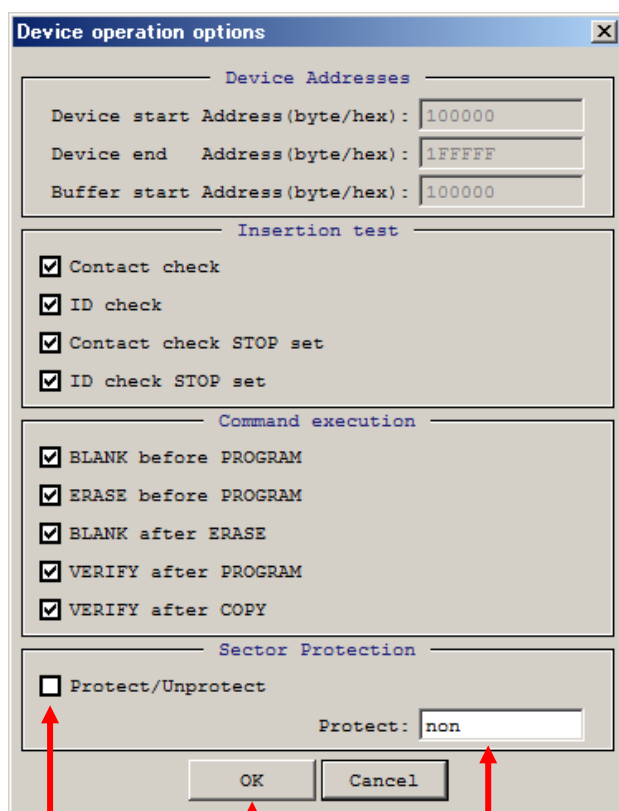 Device operation options
Device Addresses
Device start Address(byte/hex): 100000
Device end Address(byte/hex): 1FFFFF
Buffer start Address(byte/hex): 100000
Insertion test
Contact check
ID check
Contact check STOP set
ID check STOP set
Command execution
BLANK before PROGRAM
ERASE before PROGRAM
BLANK after ERASE
VERIFY after PROGRAM
VERIFY after COPY
Sector Protection
Protect/Unprotect
Protect: non
OK Cancel